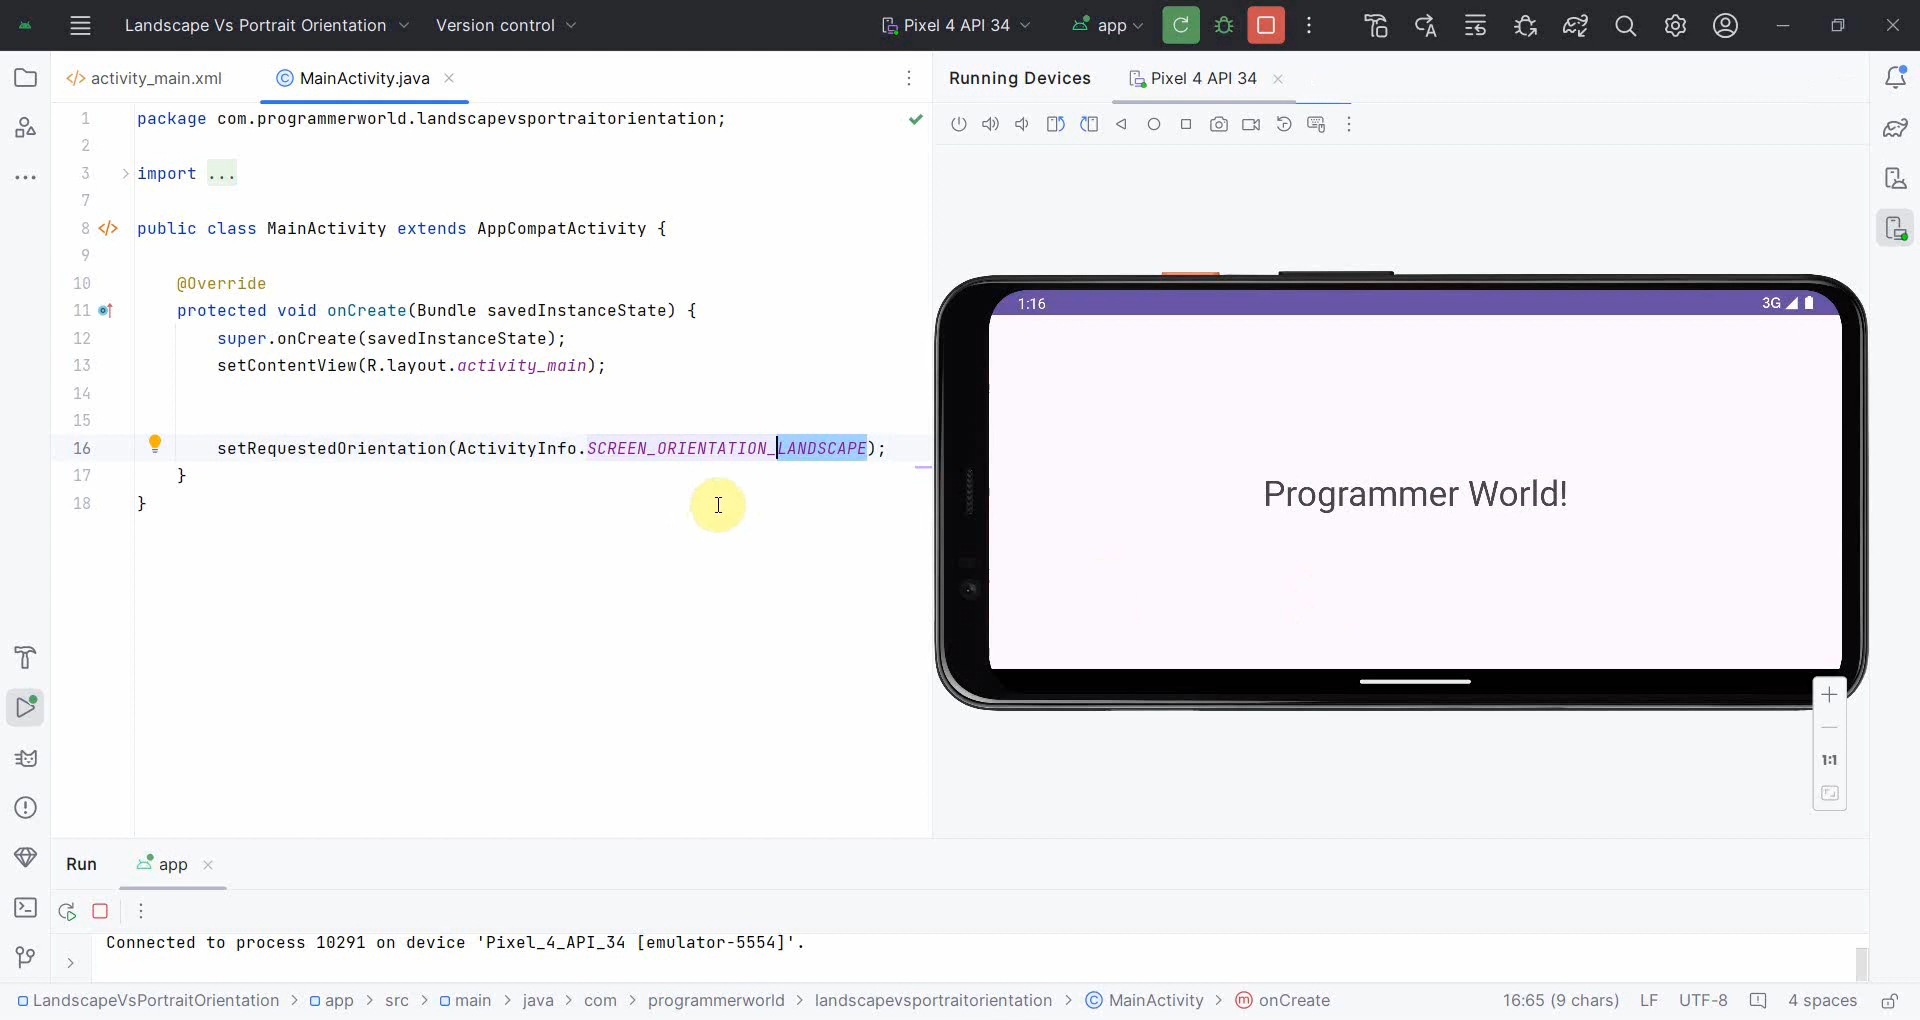 Landscape Vs Portrait Orientation
Version control
Pixel 4 API 34
app
activity_main.xml
MainActivity.java
1 package com.programmerworld.landscapevsportraitorientation;
2
3 import ...
7
8 public class MainActivity extends AppCompatActivity {
9
10 @Override
11 protected void onCreate(Bundle savedInstanceState) {
12 super.onCreate(savedInstanceState);
13 setContentView(R.layout.activity_main);
14
15
16 setRequestedOrientation(ActivityInfo.SCREEN_ORIENTATION_LANDSCAPE);
17 }
18 }
Running Devices
Pixel 4 API 34
1:16
3G
Programmer World!
1:1
Run
app
Connected to process 10291 on device 'Pixel_4_API_34 [emulator-5554]'.
LandscapeVsPortraitOrientation > app > src > main > java > com > programmerworld > landscapevsportraitorientation > MainActivity > onCreate
16:65 (9 chars) LF UTF-8 4 spaces